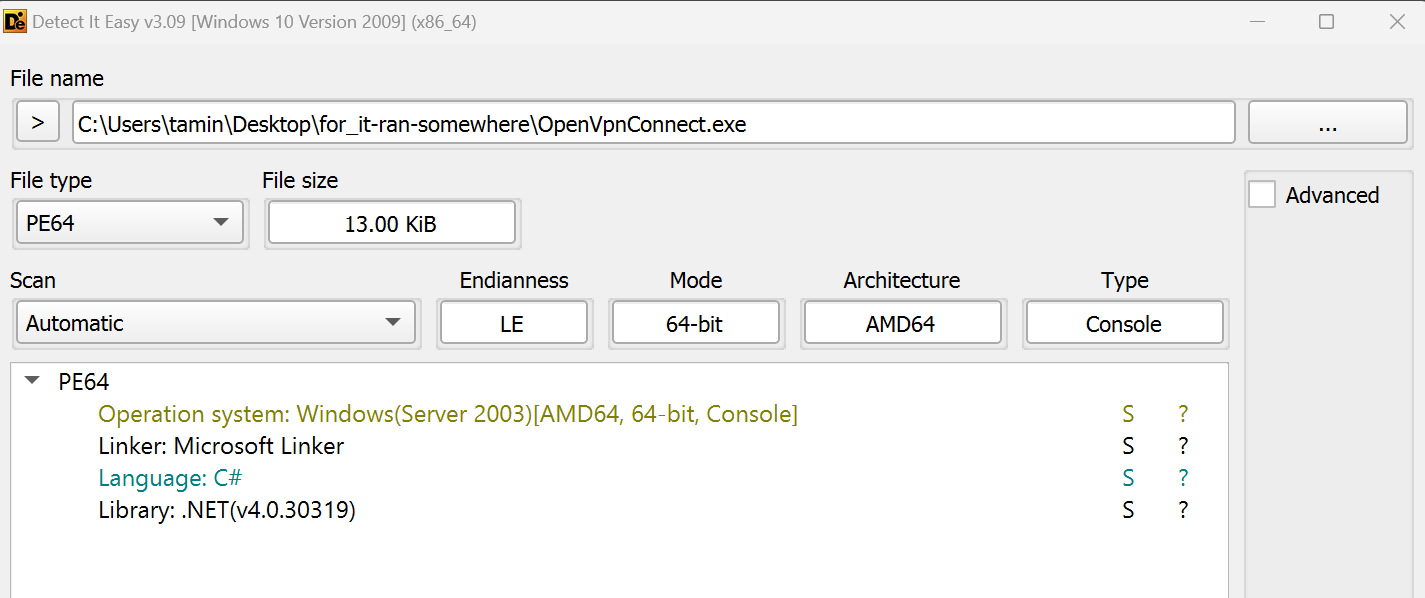 Detect It Easy v3.09 [Windows 10 Version 2009] (x86_64)
File name
> C:\Users\tamin\Desktop\for_it-ran-somewhere\OpenVpnConnect.exe ...
File type File size
PE64 13.00 KiB Advanced
Scan Endianness Mode Architecture Type
Automatic LE 64-bit AMD64 Console
PE64
Operation system: Windows(Server 2003)[AMD64, 64-bit, Console] S ?
Linker: Microsoft Linker S ?
Language: C# S ?
Library: .NET(v4.0.30319) S ?